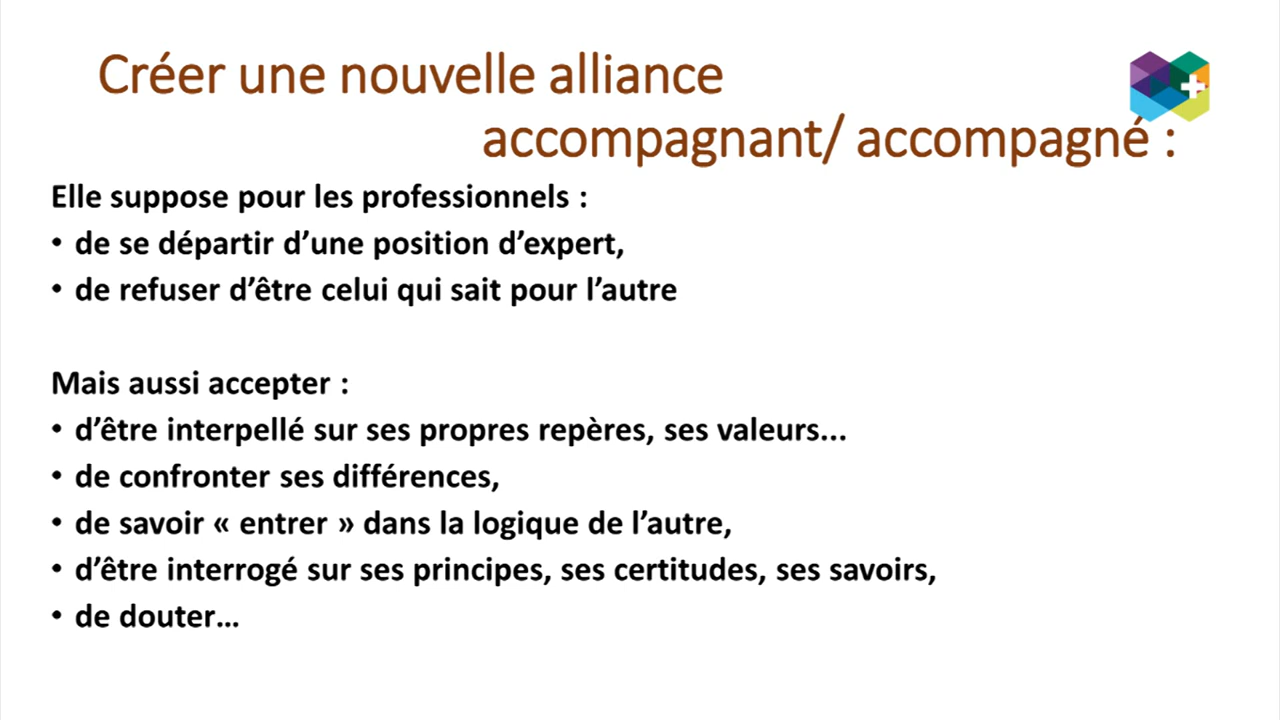 Créer une nouvelle alliance
accompagnant/ accompagné :
Elle suppose pour les professionnels :
• de se départir d’une position d’expert,
• de refuser d’être celui qui sait pour l’autre
Mais aussi accepter :
• d’être interpellé sur ses propres repères, ses valeurs...
• de confronter ses différences,
• de savoir « entrer » dans la logique de l’autre,
• d’être interrogé sur ses principes, ses certitudes, ses savoirs,
• de douter…